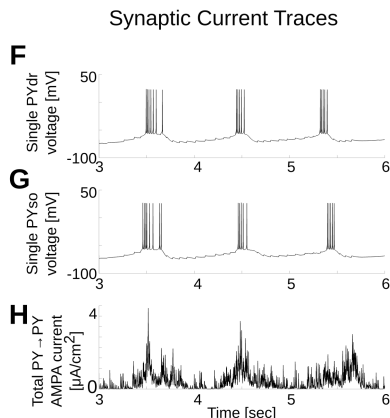 Synaptic Current Traces
F
Single PYdr
voltage [mV]
50
-100
3 4 5 6
G
Single PYso
voltage [mV]
50
-100
3 4 5 6
H
Total PY→PY
AMPA current
[μA/cm2]
4
0
3 4 5 6
Time [sec]